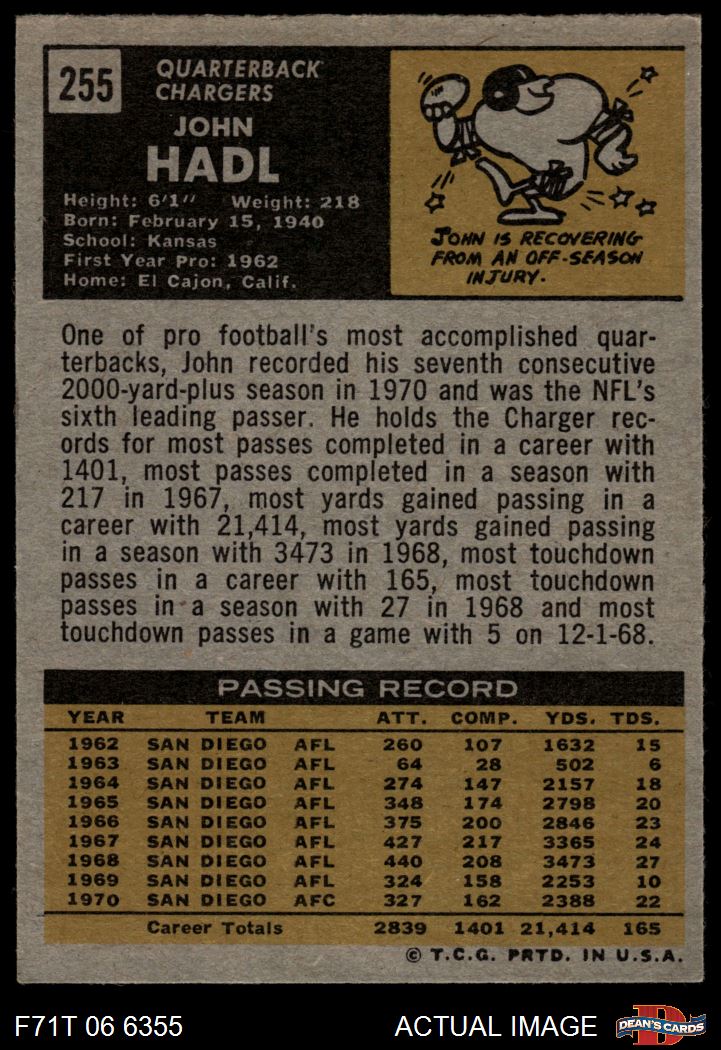 255
QUARTERBACK
CHARGERS
JOHN
HADL
Height: 6'1" Weight: 218
Born: February 15, 1940
School: Kansas
First Year Pro: 1962
Home: El Cajon, Calif.
JOHN IS RECOVERING
FROM AN OFF-SEASON
INJURY.
One of pro football's most accomplished quar-
terbacks, John recorded his seventh consecutive
2000-yard-plus season in 1970 and was the NFL's
sixth leading passer. He holds the Charger rec-
ords for most passes completed in a career with
1401, most passes completed in a season with
217 in 1967, most yards gained passing in a
career with 21,414, most yards gained passing
in a season with 3473 in 1968, most touchdown
passes in a career with 165, most touchdown
passes in a season with 27 in 1968 and most
touchdown passes in a game with 5 on 12-1-68.
PASSING RECORD
YEAR TEAM ATT. COMP. YDS. TDS.
1962 SAN DIEGO AFL 260 107 1632 15
1963 SAN DIEGO AFL 64 28 502 6
1964 SAN DIEGO AFL 274 147 2157 18
1965 SAN DIEGO AFL 348 174 2798 20
1966 SAN DIEGO AFL 375 200 2846 23
1967 SAN DIEGO AFL 427 217 3365 24
1968 SAN DIEGO AFL 440 208 3473 27
1969 SAN DIEGO AFL 324 158 2253 10
1970 SAN DIEGO AFC 327 162 2388 22
Career Totals 2839 1401 21,414 165
© T.C.G. PRTD. IN U.S.A.
F71T 06 6355 ACTUAL IMAGE
D
DEAN'S CARDS